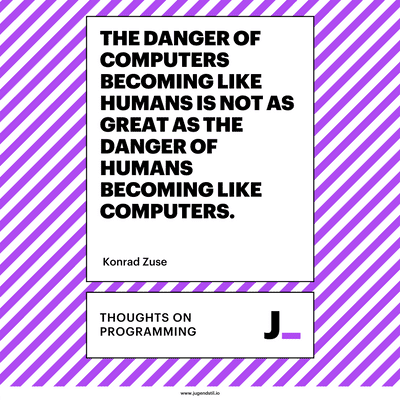 THE DANGER OF
COMPUTERS
BECOMING LIKE
HUMANS IS NOT AS
GREAT AS THE
DANGER OF
HUMANS
BECOMING LIKE
COMPUTERS.
Konrad Zuse
THOUGHTS ON
PROGRAMMING
J_
www.jugendstil.io